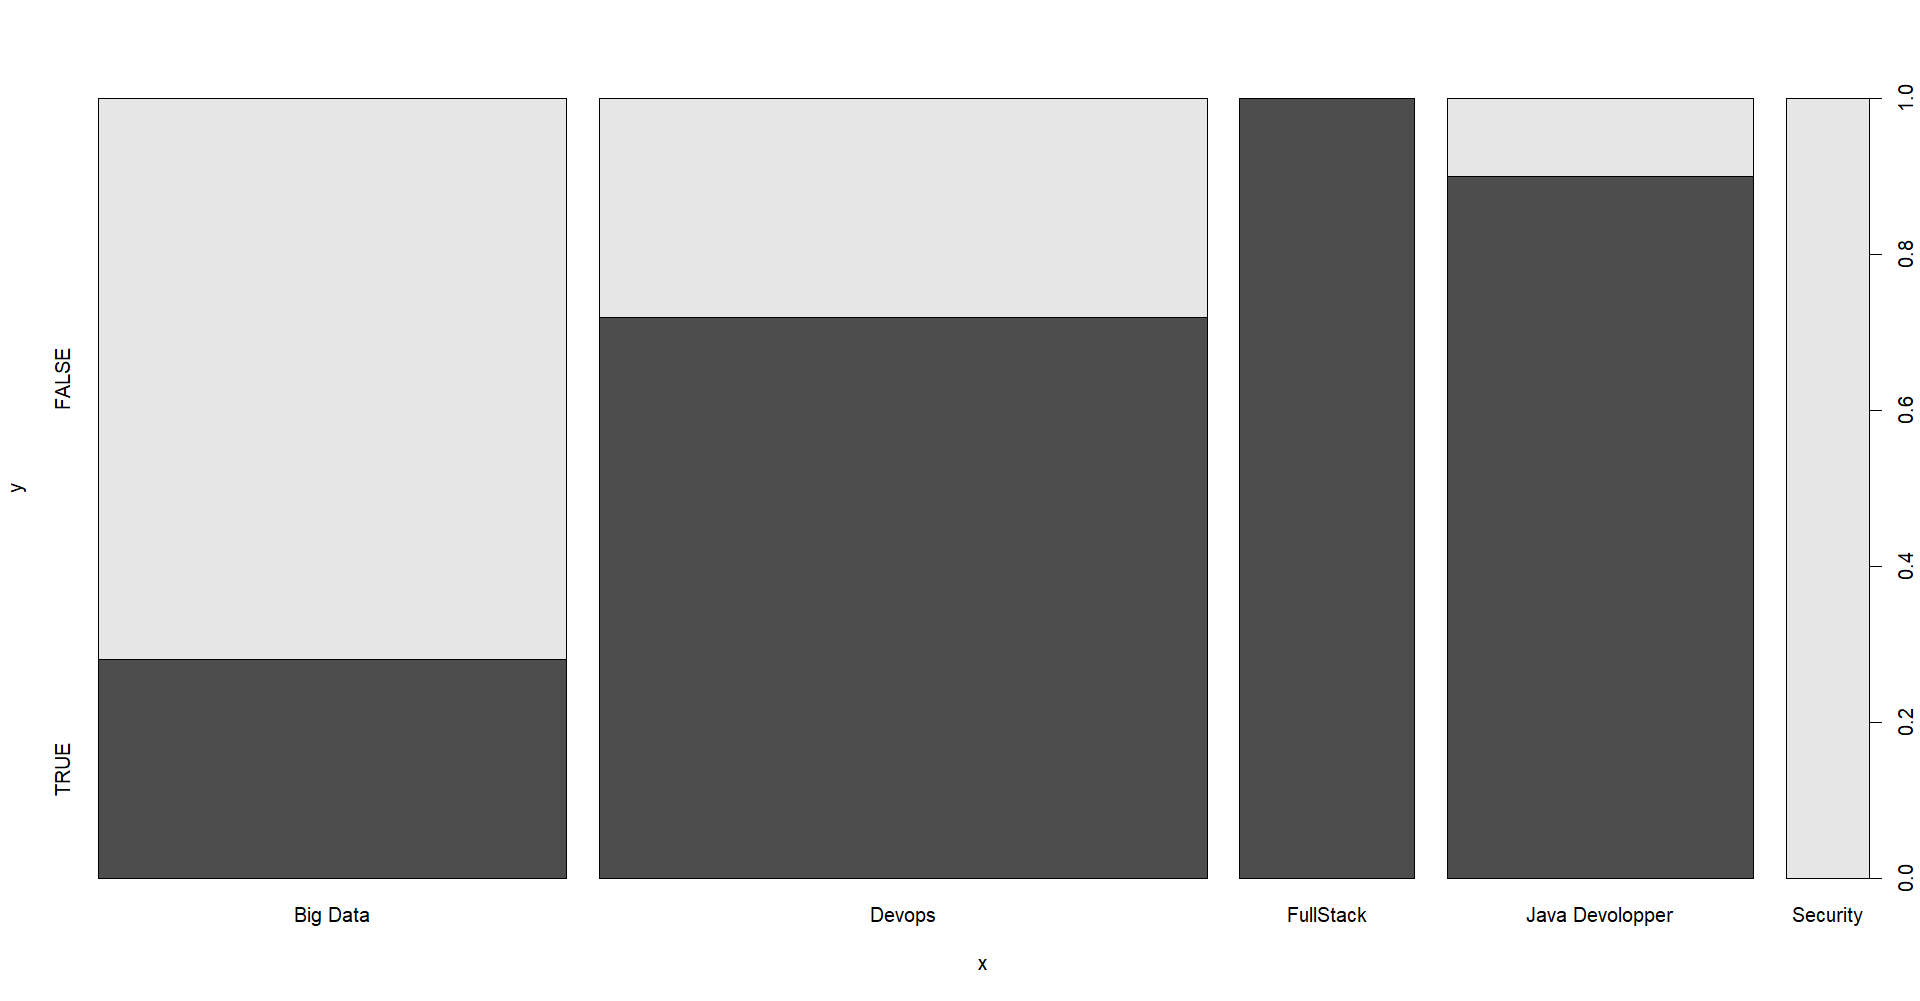 FALSE
TRUE
y
1.0
0.8
0.6
0.4
0.2
0.0
Big Data
Devops
FullStack
Java Devolopper
Security
x